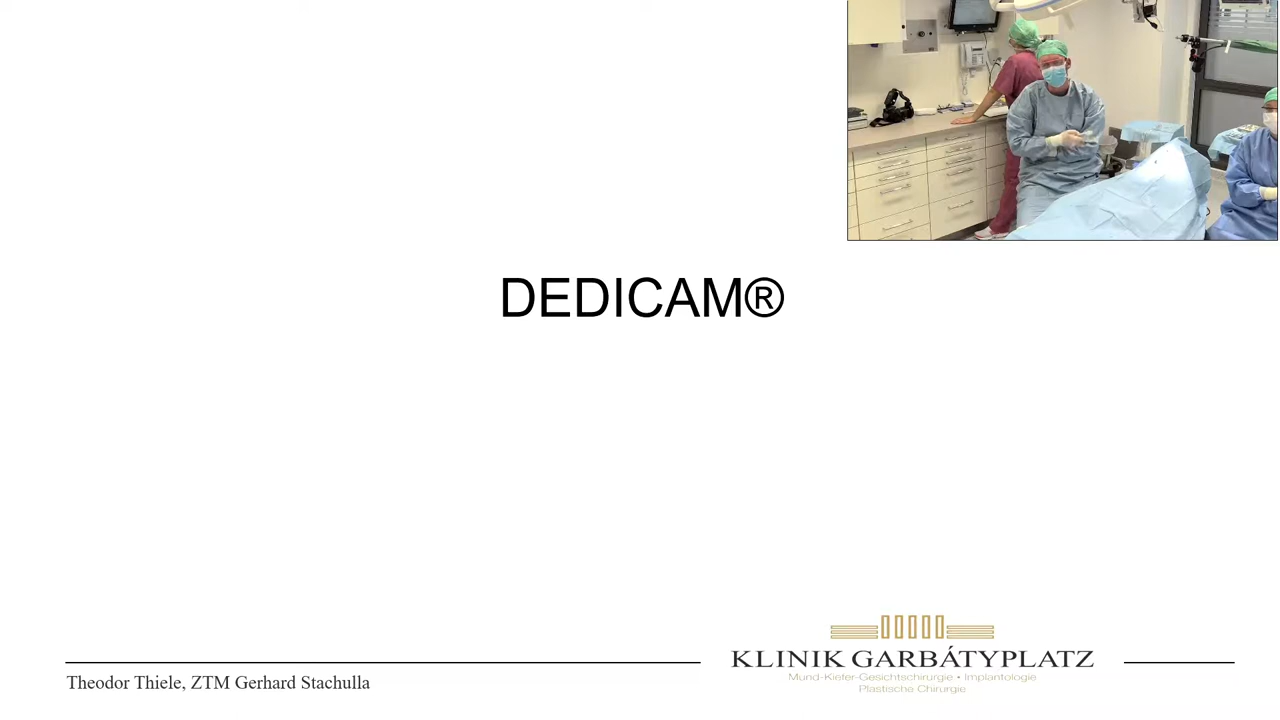 DEDICAM®
KLINIK GARBÁTYPLATZ
Mund-Kiefer-Gesichtschirurgie • Implantologie
Plastische Chirurgie
Theodor Thiele, ZTM Gerhard Stachulla